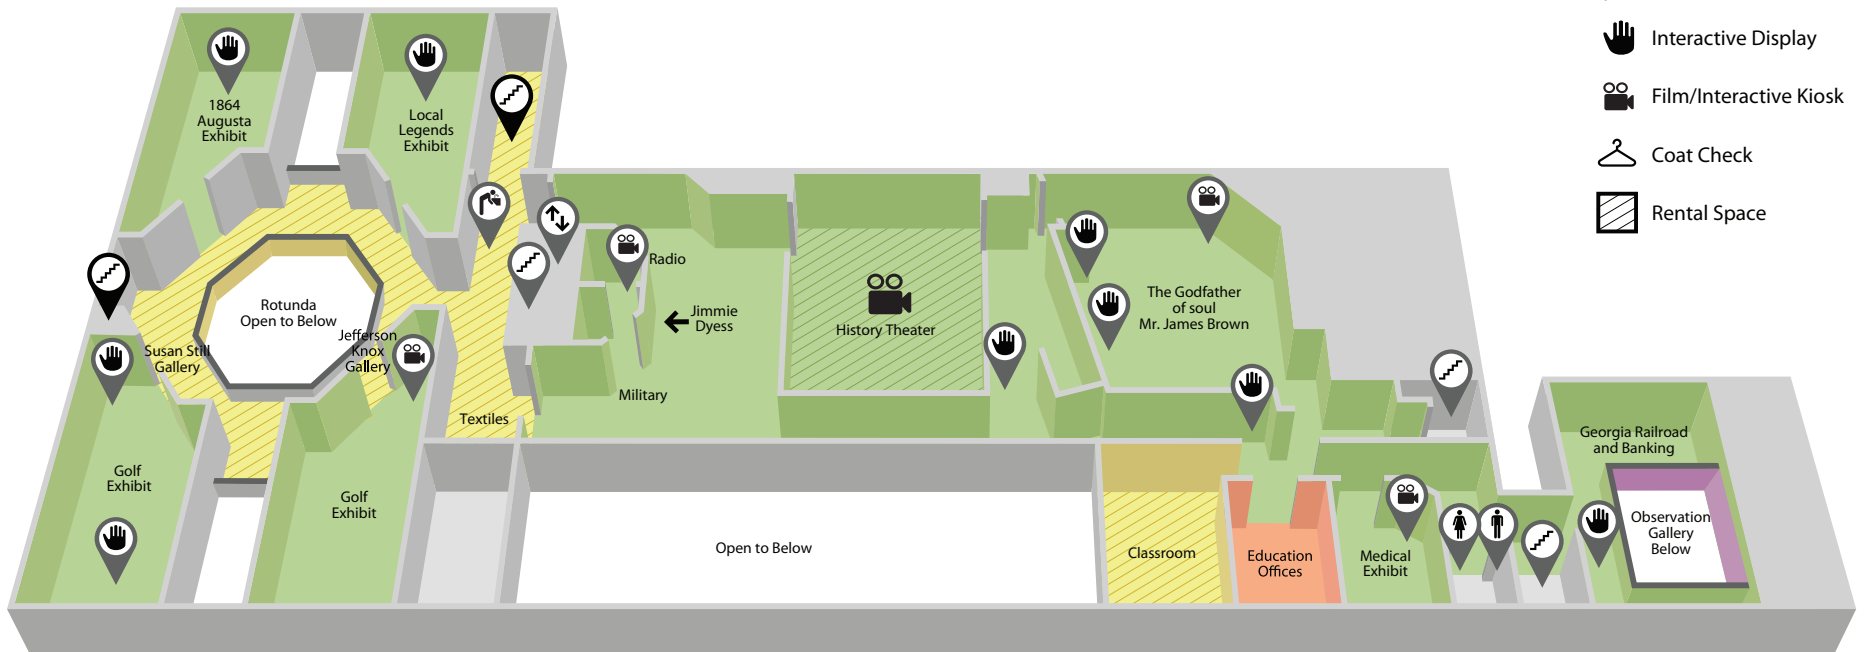 Interactive Display
Film/Interactive Kiosk
Coat Check
Rental Space
1864
Augusta
Exhibit
Local
Legends
Exhibit
Radio
Jimmie
Dyess
Military
History Theater
The Godfather
of soul
Mr. James Brown
Rotunda
Open to Below
Jefferson
Knox
Gallery
Susan Still
Gallery
Textiles
Golf
Exhibit
Golf
Exhibit
Open to Below
Classroom
Education
Offices
Medical
Exhibit
Georgia Railroad
and Banking
Observation
Gallery
Below